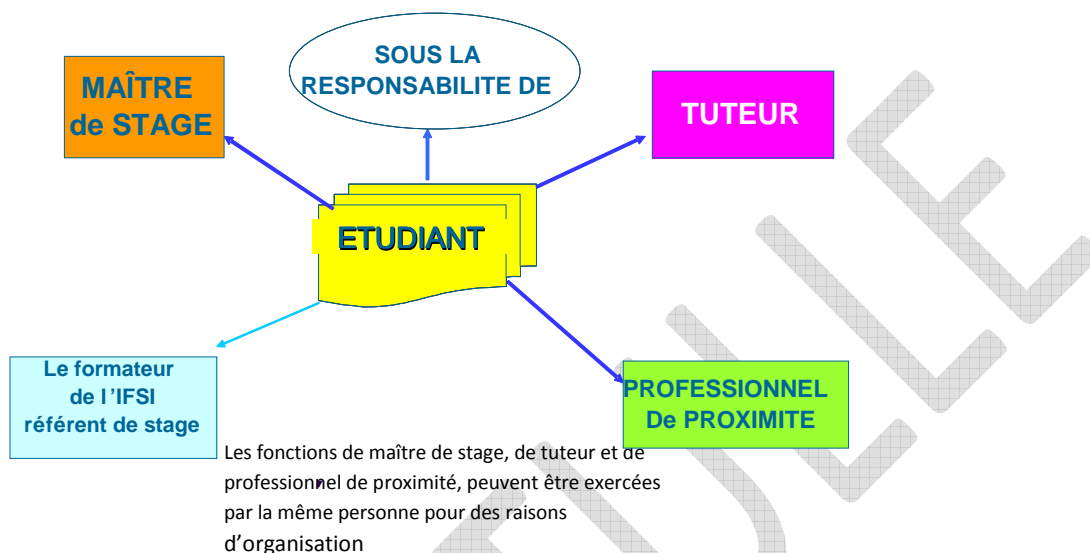 SOUS LA
RESPONSABILITE DE
MAÎTRE
de STAGE
TUTEUR
ETUDIANT
Le formateur
de l ’IFSI
référent de stage
PROFESSIONNEL
De PROXIMITE
Les fonctions de maître de stage, de tuteur et de
professionnel de proximité, peuvent être exercées
par la même personne pour des raisons
d’organisation